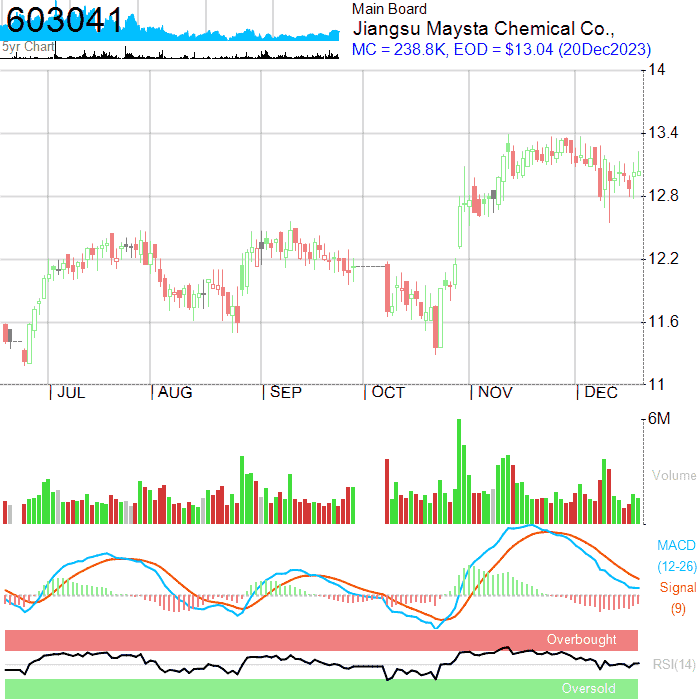 603041
5yr Chart
Main Board
Jiangsu Maysta Chemical Co.,
MC = 238.8K, EOD = $13.04 (20Dec2023)
14
13.4
12.8
12.2
11.6
11
JUL AUG SEP OCT NOV DEC
6M
Volume
MACD
(12-26)
Signal
(9)
Overbought
RSI(14)
Oversold